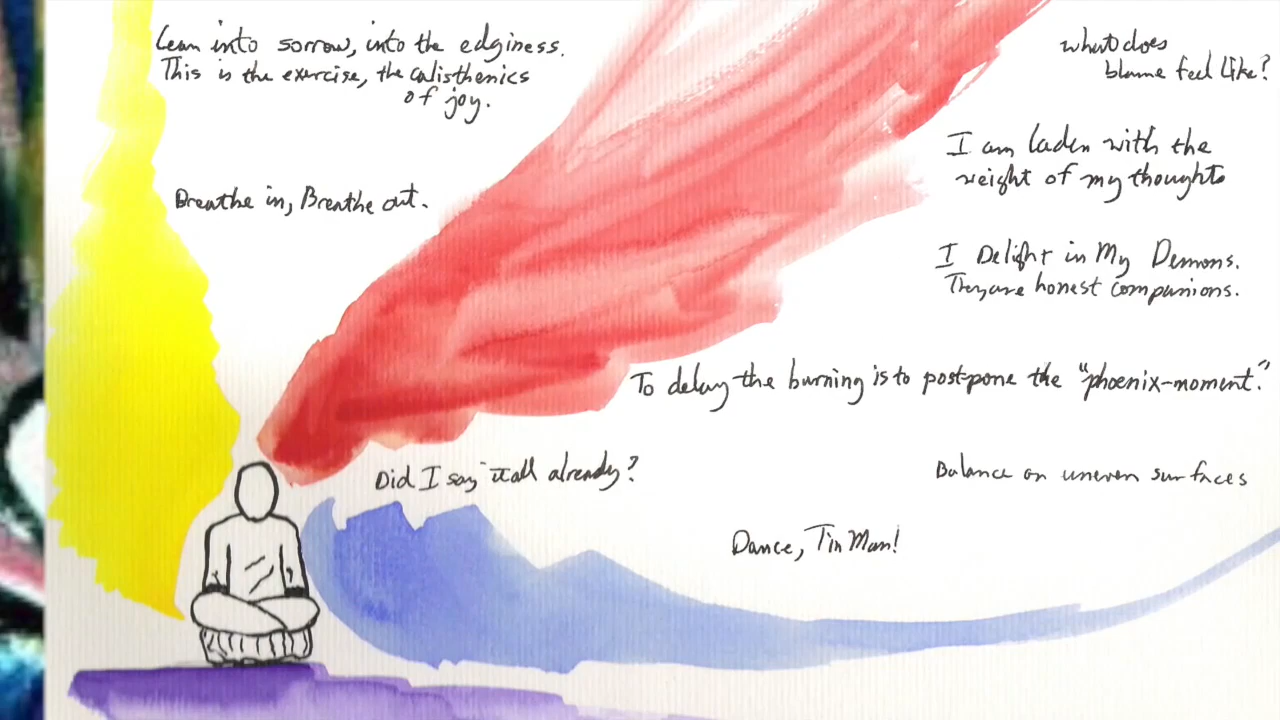 Lean into sorrow, into the edginess.
This is the exercise, the calisthenics
of joy.
what does
blame feel like?
I am laden with the
weight of my thoughts
Breathe in, Breathe out.
I Delight in My Demons.
They are honest companions.
To delay the burning is to post-pone the "phoenix-moment."
Did I say it all already?
Balance on uneven surfaces
Dance, Tin Man!